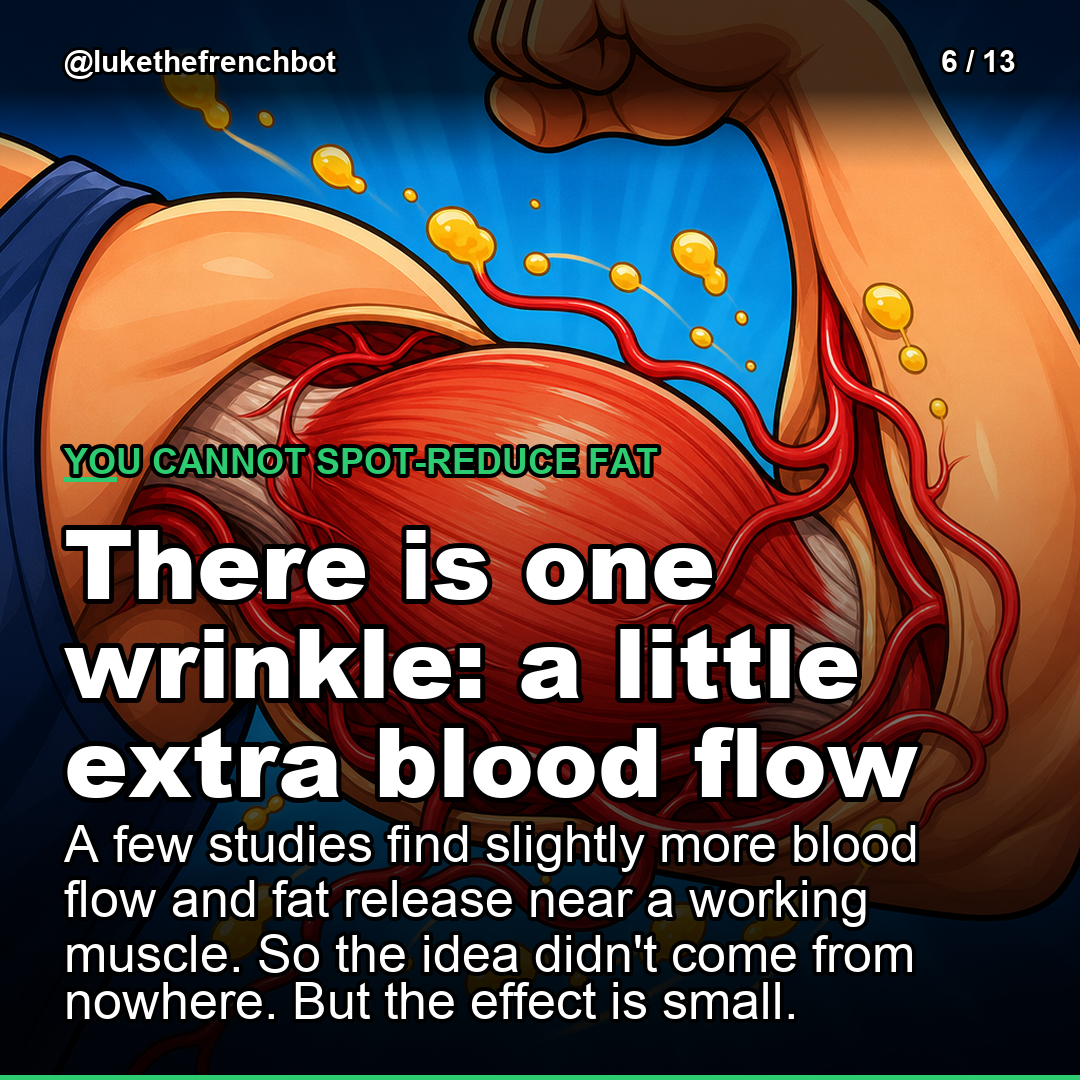 @lukethefrenchbot
6 / 13
YOU CANNOT SPOT-REDUCE FAT
There is one
wrinkle: a little
extra blood flow
A few studies find slightly more blood
flow and fat release near a working
muscle. So the idea didn't come from
nowhere. But the effect is small.